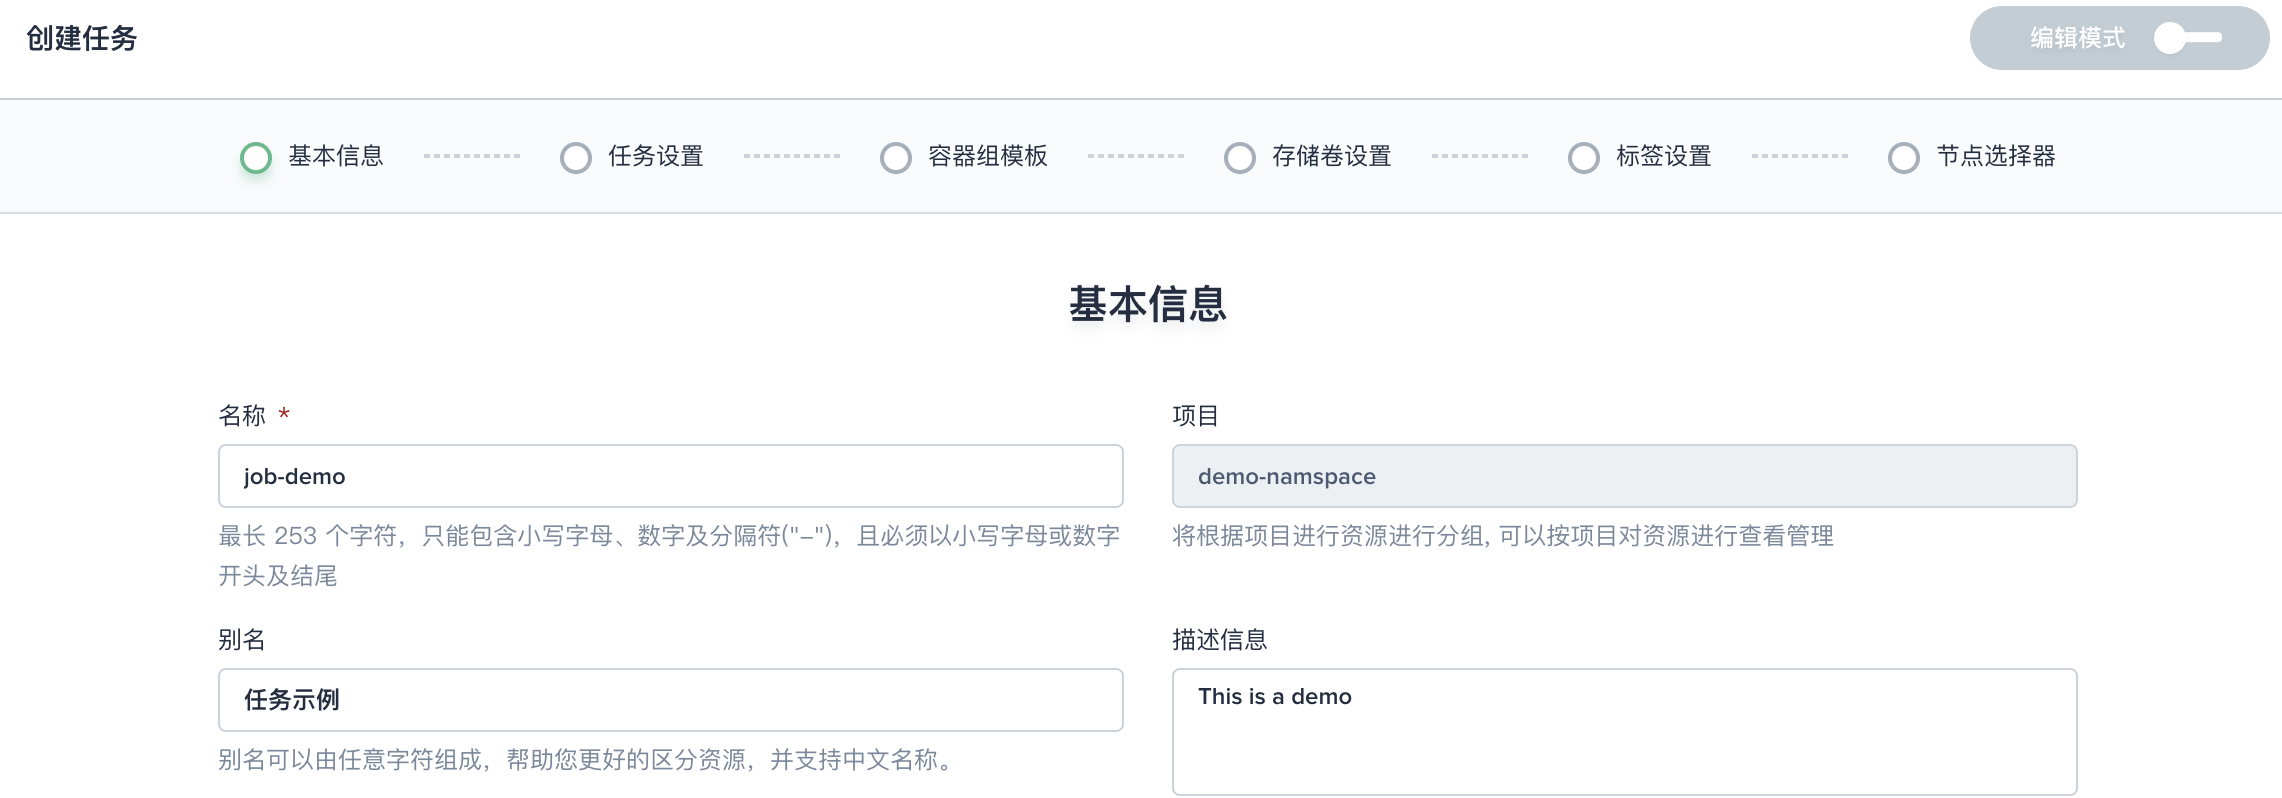 创建任务
编辑模式
基本信息
任务设置
容器组模板
存储卷设置
标签设置
节点选择器
基本信息
名称 *
项目
job-demo
demo-namspace
最长 253 个字符，只能包含小写字母、数字及分隔符("-")，且必须以小写字母或数字
开头及结尾
将根据项目进行资源进行分组, 可以按项目对资源进行查看管理
别名
描述信息
任务示例
This is a demo
别名可以由任意字符组成，帮助您更好的区分资源，并支持中文名称。